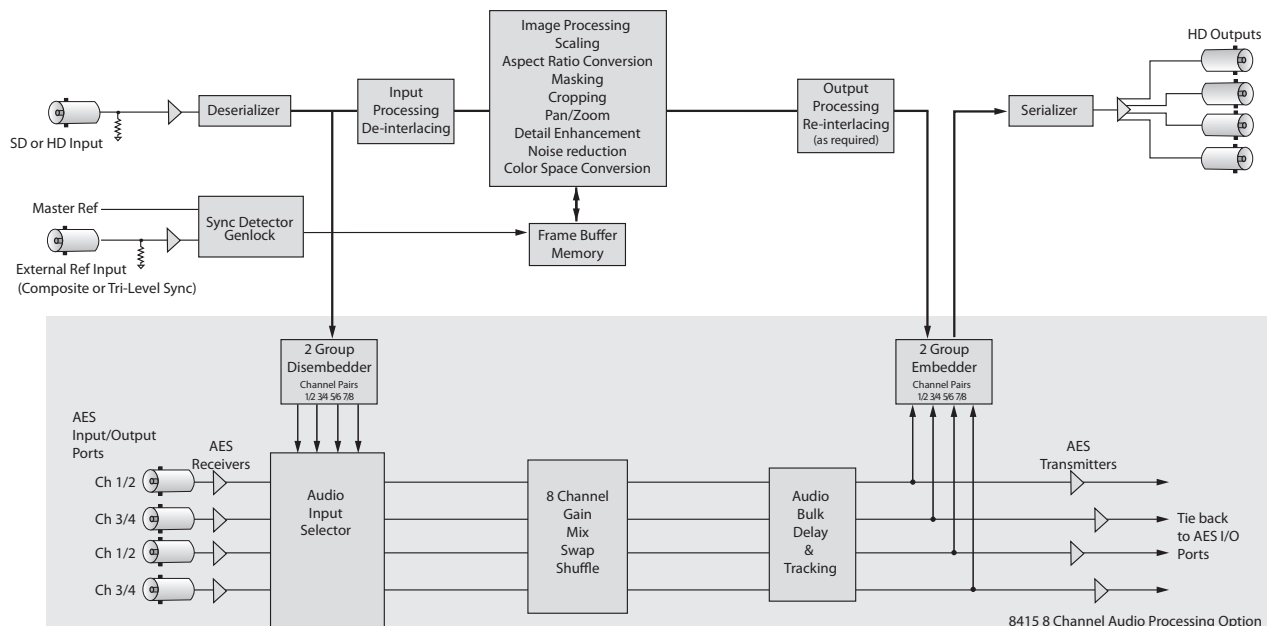 Image Processing
Scaling
Aspect Ratio Conversion
Masking
Cropping
Pan/Zoom
Detail Enhancement
Noise reduction
Color Space Conversion
HD Outputs
SD or HD Input
Deserializer
Input
Processing
De-interlacing
Output
Processing
Re-interlacing
(as required)
Serializer
Master Ref
Sync Detector
Genlock
Frame Buffer
Memory
External Ref Input
(Composite or Tri-Level Sync)
2 Group
Disembedder
Channel Pairs
1/2 3/4 5/6 7/8
2 Group
Embedder
Channel Pairs
1/2 3/4 5/6 7/8
AES
Input/Output
Ports
AES
Receivers
AES
Transmitters
Ch 1/2
Ch 3/4
Ch 1/2
Ch 3/4
Audio
Input
Selector
8 Channel
Gain
Mix
Swap
Shuffle
Audio
Bulk
Delay
&
Tracking
Tie back
to AES I/O
Ports
8415 8 Channel Audio Processing Option